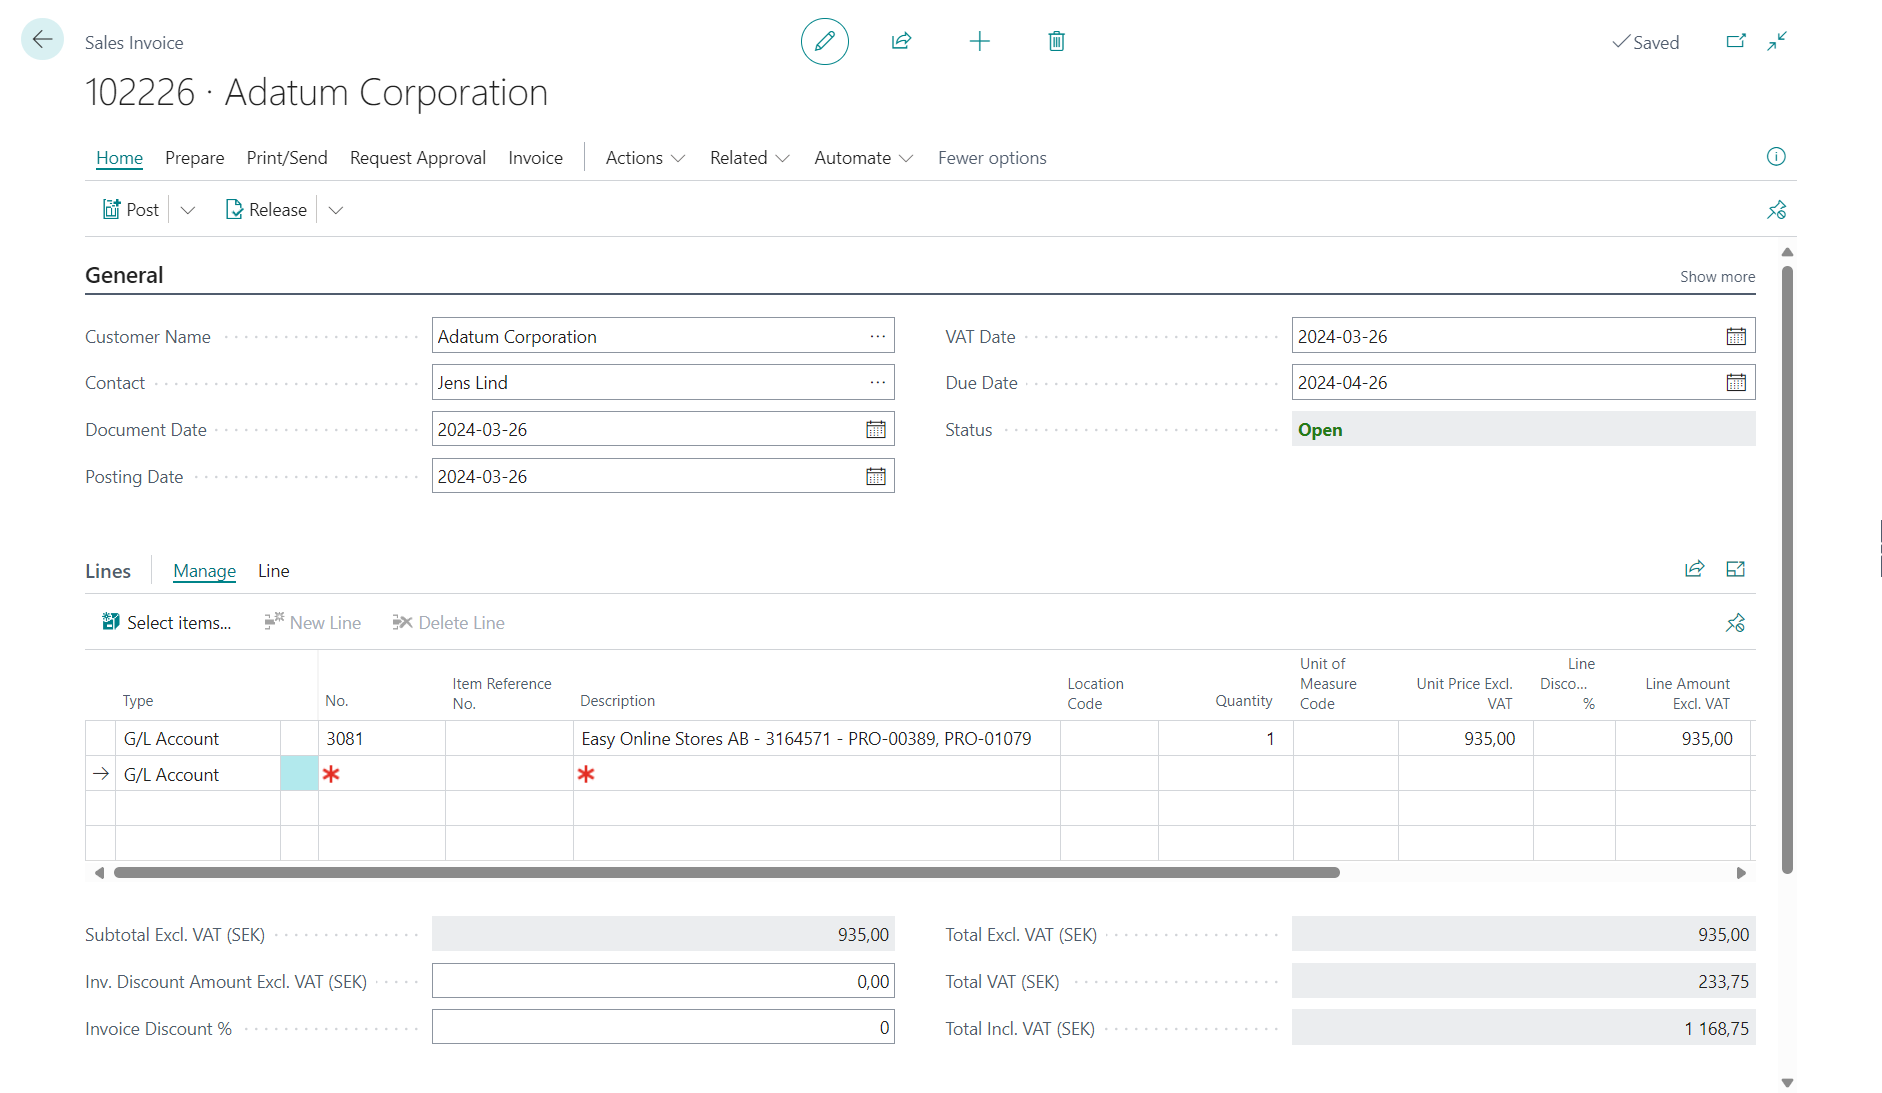 Sales Invoice
Saved
102226 · Adatum Corporation
Home Prepare Print/Send Request Approval Invoice Actions Related Automate Fewer options
Post Release
General
Show more
Customer Name Adatum Corporation
VAT Date 2024-03-26
Contact Jens Lind
Due Date 2024-04-26
Document Date 2024-03-26
Status Open
Posting Date 2024-03-26
Lines Manage Line
Select items... New Line Delete Line
Type
No.
Item Reference No.
Description
Location Code
Quantity
Unit of Measure Code
Unit Price Excl. VAT
Line Disco... %
Line Amount Excl. VAT
G/L Account 3081 Easy Online Stores AB - 3164571 - PRO-00389, PRO-01079 1 935,00 935,00
G/L Account * *
Subtotal Excl. VAT (SEK) 935,00
Total Excl. VAT (SEK) 935,00
Inv. Discount Amount Excl. VAT (SEK) 0,00
Total VAT (SEK) 233,75
Invoice Discount % 0
Total Incl. VAT (SEK) 1 168,75